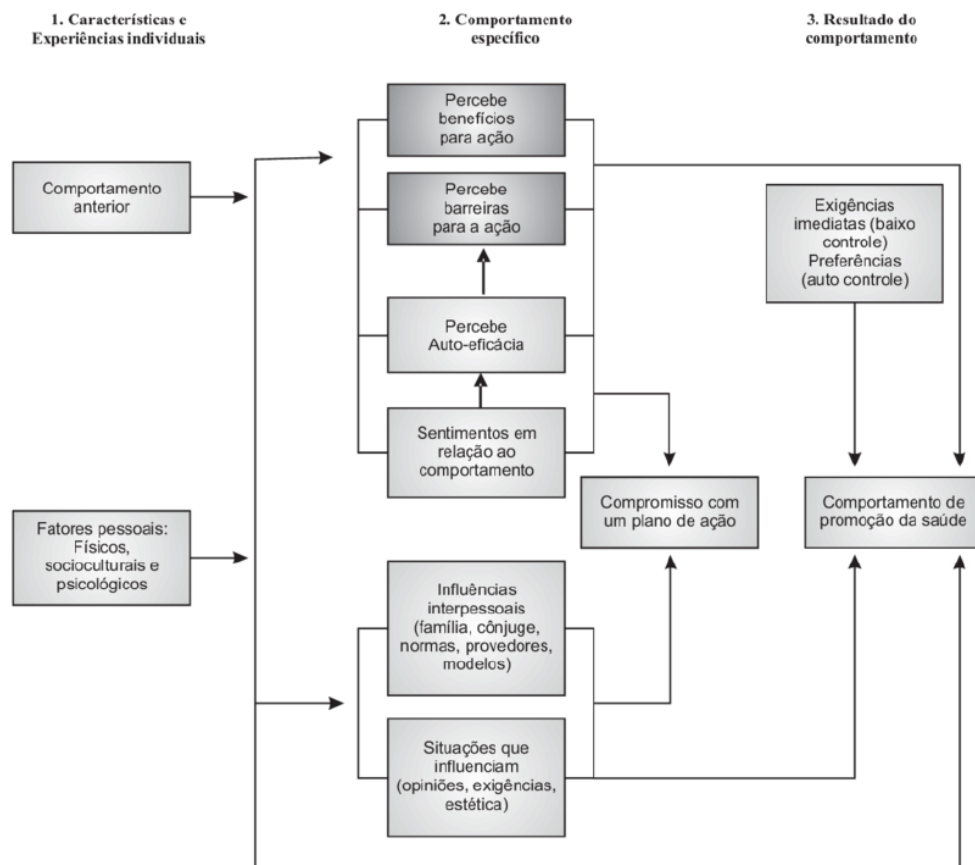 1. Características e
Experiências individuais
2. Comportamento
específico
3. Resultado do
comportamento
Comportamento
anterior
Fatores pessoais:
Físicos,
socioculturais e
psicológicos
Percebe
benefícios
para ação
Percebe
barreiras
para a ação
Percebe
Auto-eficácia
Sentimentos em
relação ao
comportamento
Influências
interpessoais
(família, cônjuge,
normas, provedores,
modelos)
Situações que
influenciam
(opiniões, exigências,
estética)
Compromisso com
um plano de ação
Exigências
imediatas (baixo
controle)
Preferências
(auto controle)
Comportamento de
promoção da saúde